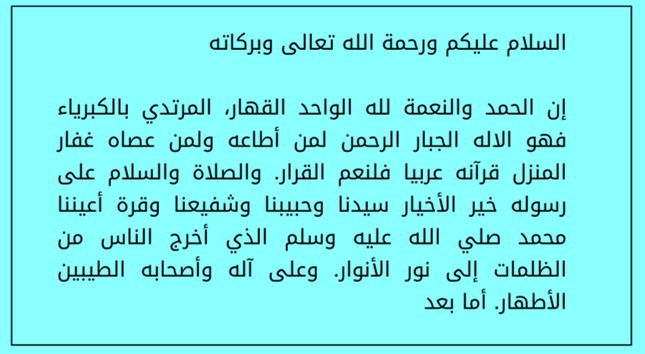 السلام عليكم ورحمة الله تعالى وبركاته
إن الحمد والنعمة لله الواحد القهار، المرتدي بالكبرياء
فهو الاله الجبار الرحمن لمن أطاعه ولمن عصاه غفار
المنزل قرآنه عربيا فلنعم القرار. والصلاة والسلام على
رسوله خير الأخيار سيدنا وحبيبنا وشفيعنا وقرة أعيننا
محمد صلي الله عليه وسلم الذي أخرج الناس من
الظلمات إلى نور الأنوار. وعلى آله وأصحابه الطيبين
الأطهار. أما بعد